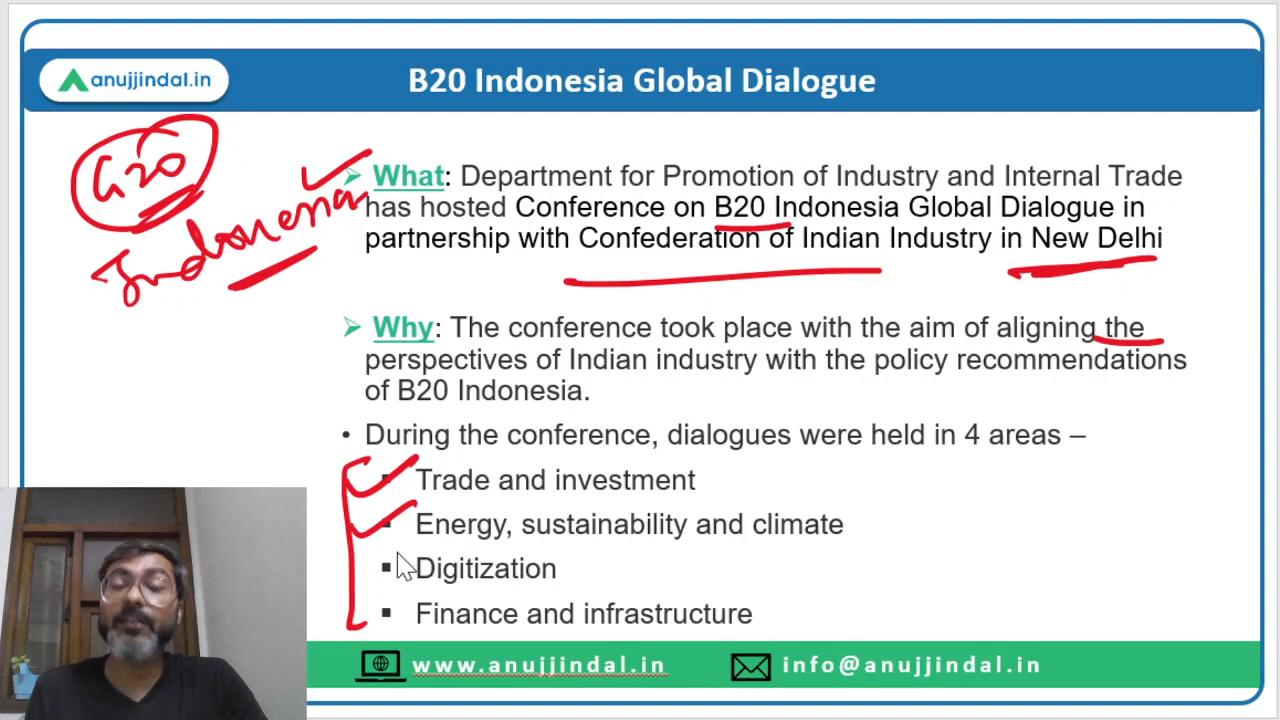 anujjindal.in
B20 Indonesia Global Dialogue
G20
Indonesia
What: Department for Promotion of Industry and Internal Trade
has hosted Conference on B20 Indonesia Global Dialogue in
partnership with Confederation of Indian Industry in New Delhi
Why: The conference took place with the aim of aligning the
perspectives of Indian industry with the policy recommendations
of B20 Indonesia.
• During the conference, dialogues were held in 4 areas –
▪ Trade and investment
▪ Energy, sustainability and climate
▪ Digitization
▪ Finance and infrastructure
www.anujjindal.in
info@anujjindal.in